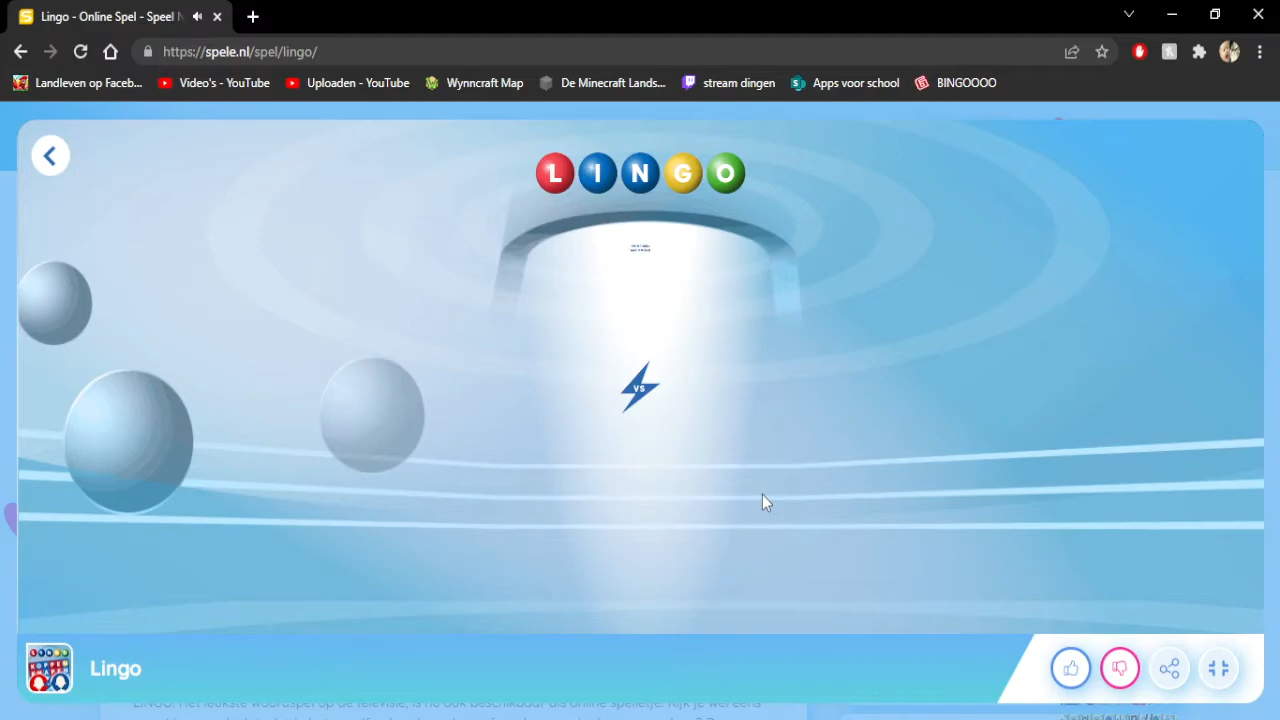 Lingo - Online Spel - Speel
https://spele.nl/spel/lingo/
Landleven op Faceb...
Video's - YouTube
Uploaden - YouTube
Wynncraft Map
De Minecraft Lands...
stream dingen
Apps voor school
BINGOOOO
LINGO
VS
Lingo